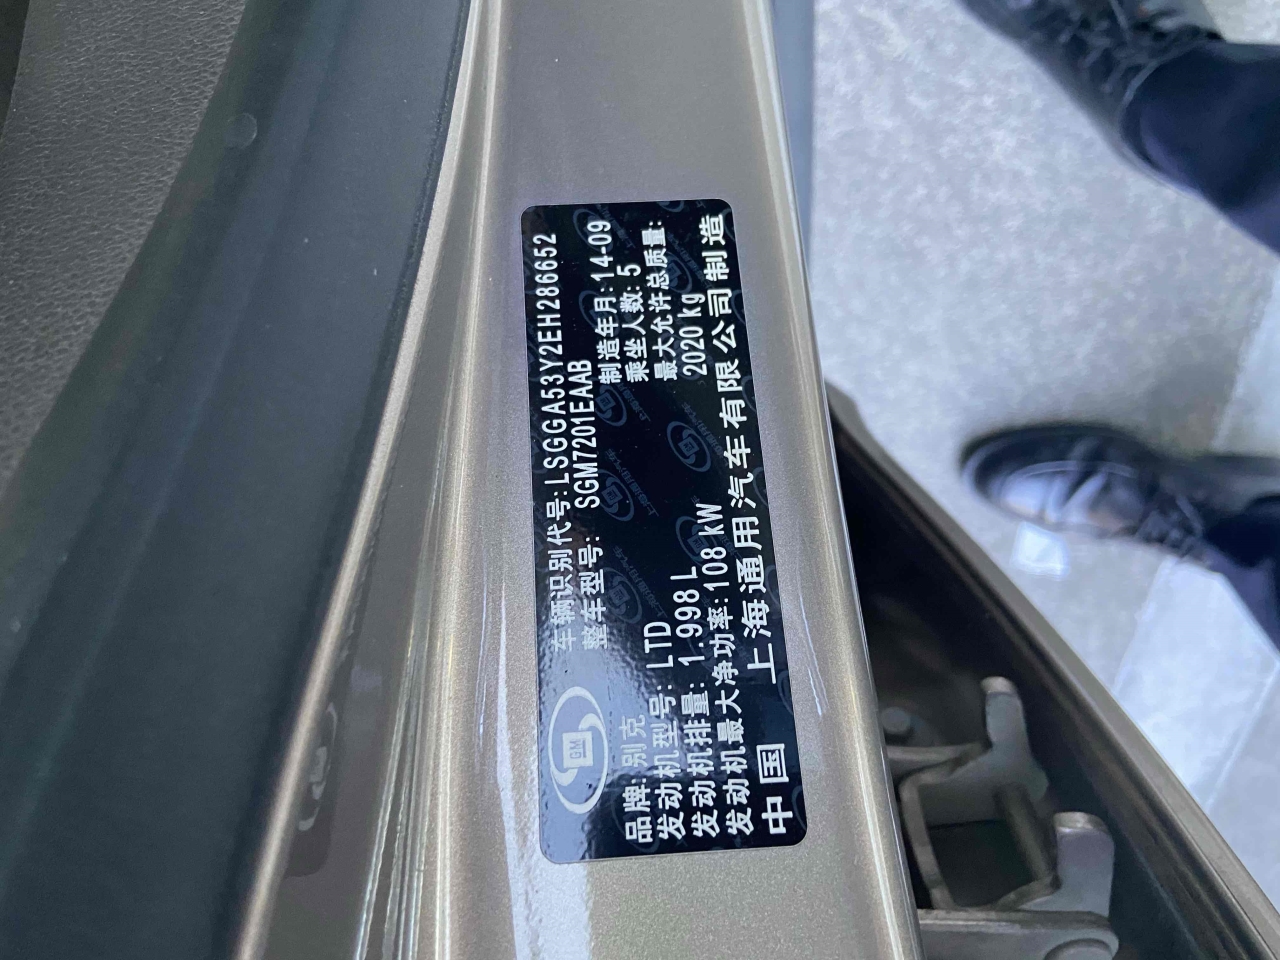 车辆识别代号:LSGGA53Y2EH286652
整车型号: SGM7201EAAB
GM
品牌:别克
制造年月:14-09
发动机型号: LTD
乘坐人数:5
发动机排量: 1.998L
最大允许总质量:
发动机最大净功率:108 kW
2020 kg
中国 上海通用汽车有限公司制造